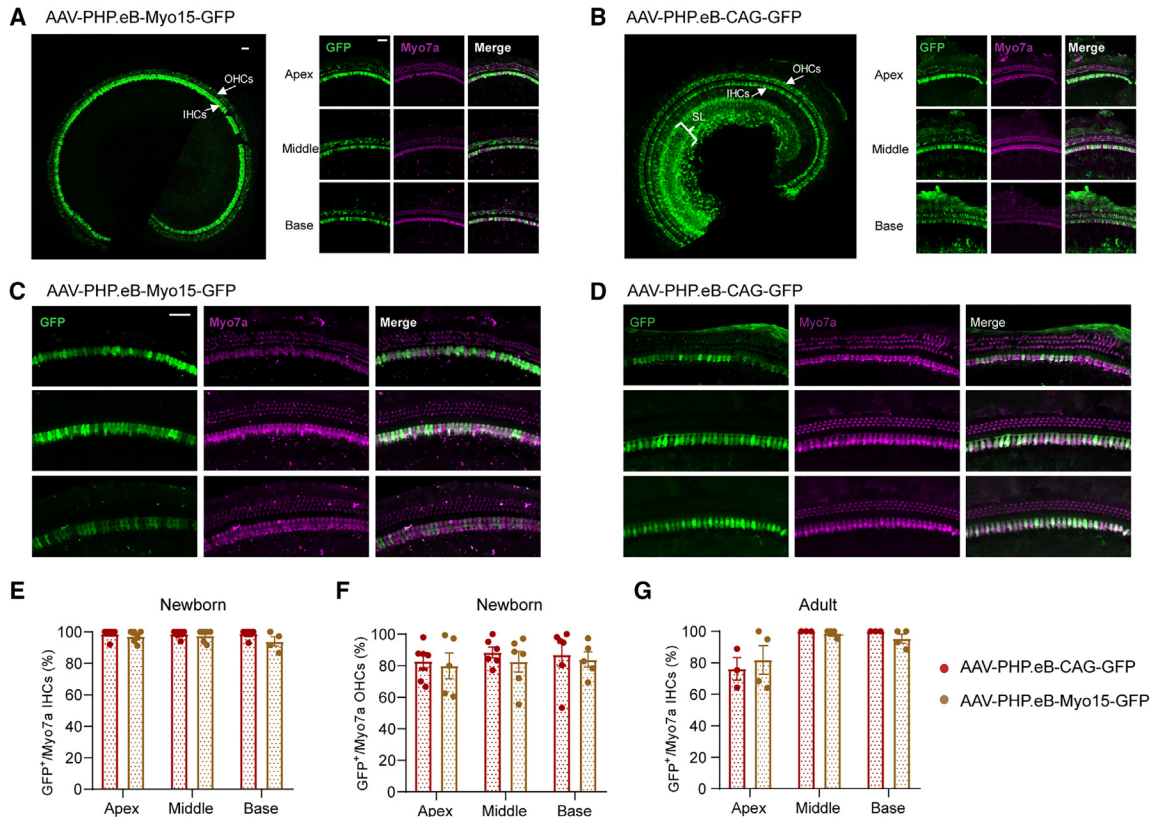 A AAV-PHP.eB-Myo15-GFP
OHCs
IHCs
GFP Myo7a Merge
Apex
Middle
Base
B AAV-PHP.eB-CAG-GFP
OHCs
IHCs
SL
GFP Myo7a Merge
Apex
Middle
Base
C AAV-PHP.eB-Myo15-GFP
GFP Myo7a Merge
D AAV-PHP.eB-CAG-GFP
GFP Myo7a Merge
E Newborn
GFP⁺/Myo7a IHCs (%)
100
80
60
40
20
0
Apex Middle Base
F Newborn
GFP⁺/Myo7a OHCs (%)
100
80
60
40
20
0
Apex Middle Base
G Adult
GFP⁺/Myo7a IHCs (%)
100
80
60
40
20
0
Apex Middle Base
AAV-PHP.eB-CAG-GFP
AAV-PHP.eB-Myo15-GFP